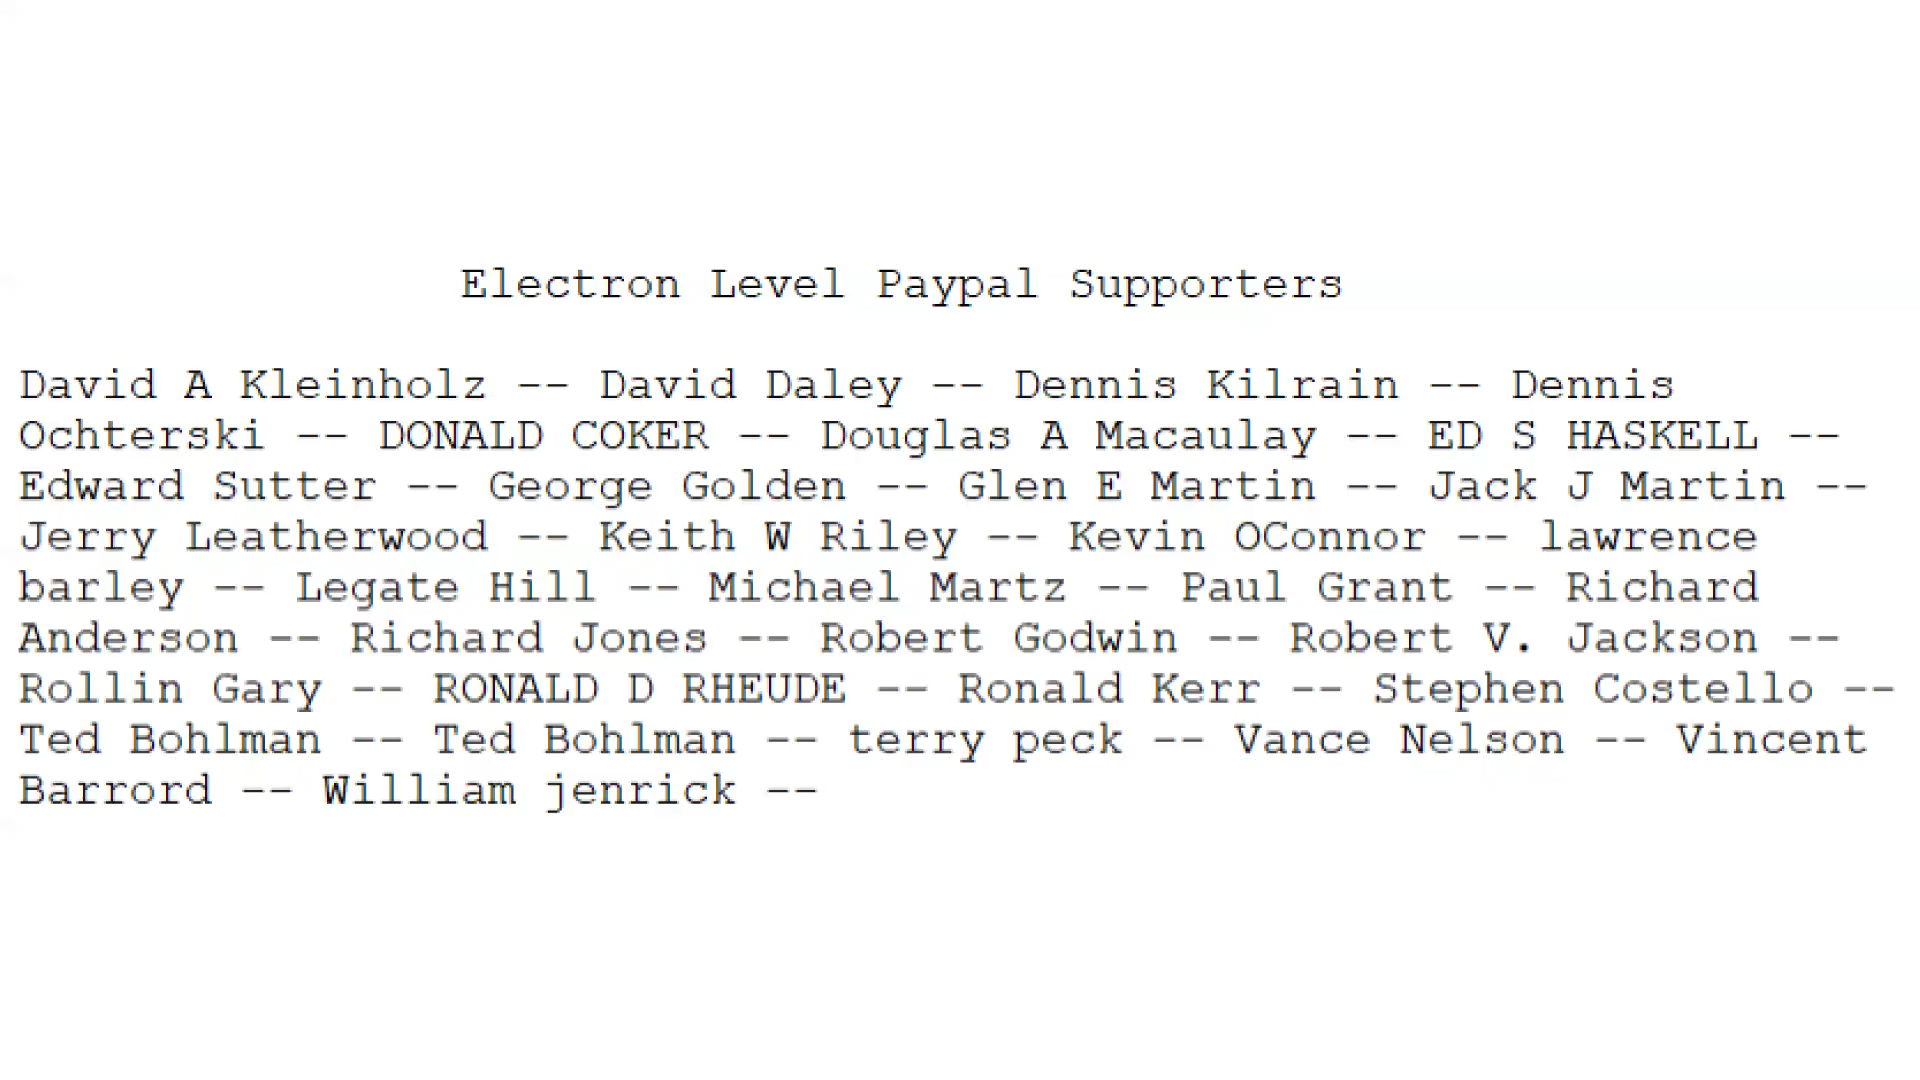 Electron Level Paypal Supporters
David A Kleinholz -- David Daley -- Dennis Kilrain -- Dennis
Ochterski -- DONALD COKER -- Douglas A Macaulay -- ED S HASKELL --
Edward Sutter -- George Golden -- Glen E Martin -- Jack J Martin --
Jerry Leatherwood -- Keith W Riley -- Kevin OConnor -- lawrence
barley -- Legate Hill -- Michael Martz -- Paul Grant -- Richard
Anderson -- Richard Jones -- Robert Godwin -- Robert V. Jackson --
Rollin Gary -- RONALD D RHEUDE -- Ronald Kerr -- Stephen Costello --
Ted Bohlman -- Ted Bohlman -- terry peck -- Vance Nelson -- Vincent
Barrord -- William jenrick --